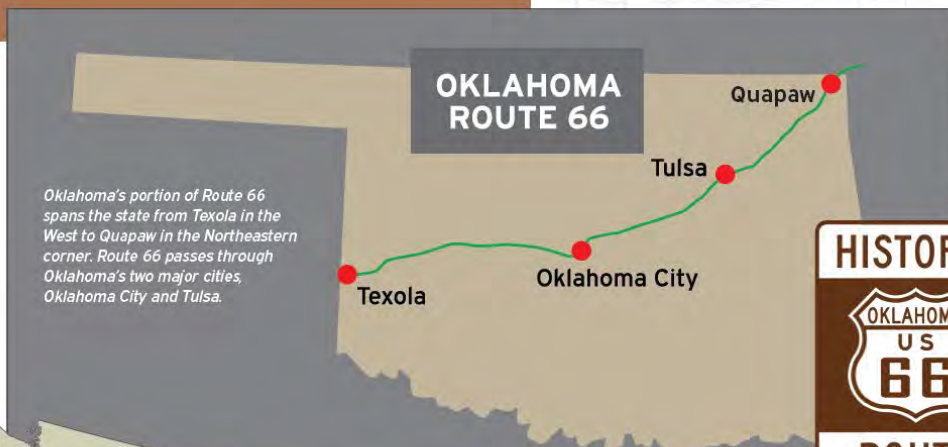 OKLAHOMA
ROUTE 66
Quapaw
Tulsa
Oklahoma's portion of Route 66
spans the state from Texola in the
West to Quapaw in the Northeastern
corner. Route 66 passes through
Oklahoma's two major cities,
Oklahoma City and Tulsa.
Oklahoma City
Texola
HISTOR
OKLAHOM
US
66